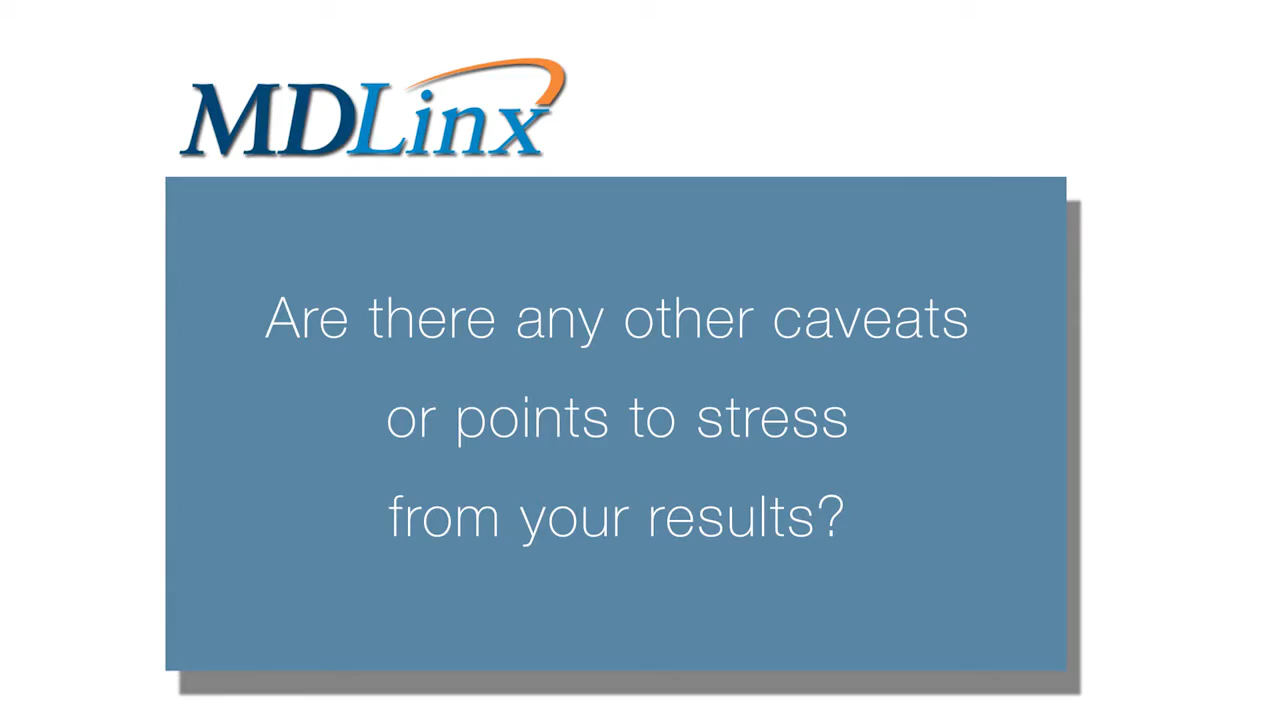 MDLinx
Are there any other caveats
or points to stress
from your results?